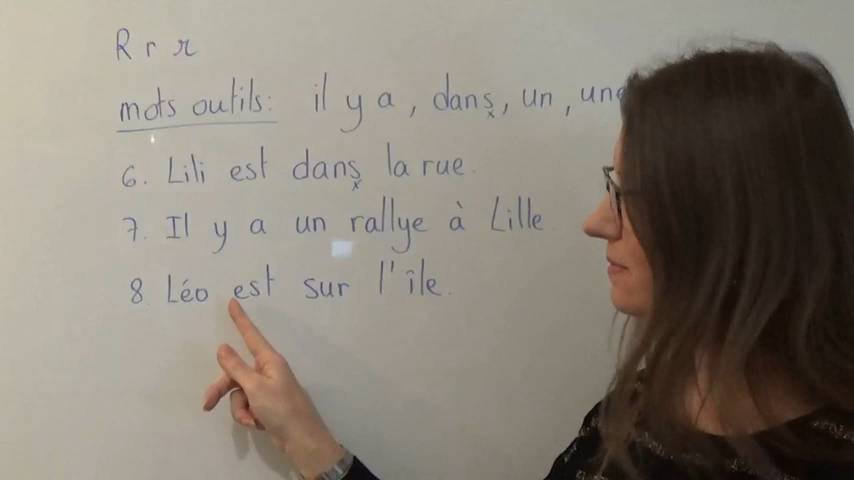 R r r
mots outils: il y a, dans, un, une
6. Lili est dans la rue.
7. Il y a un rallye à Lille.
8. Léo est sur l'île.